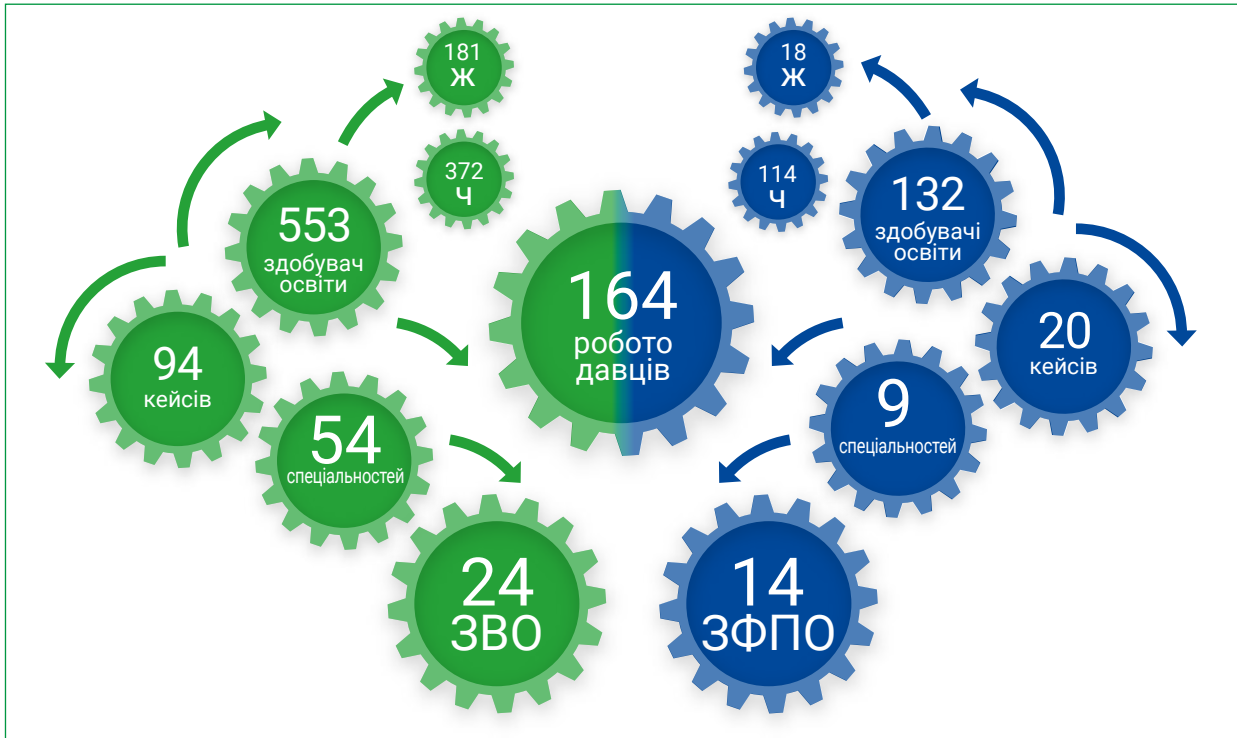 181
Ж
372
Ч
553
здобувач
освіти
94
кейсів
54
спеціальностей
24
ЗВО
164
робото
давців
18
Ж
114
Ч
132
здобувачі
освіти
20
кейсів
9
спеціальностей
14
ЗФПО